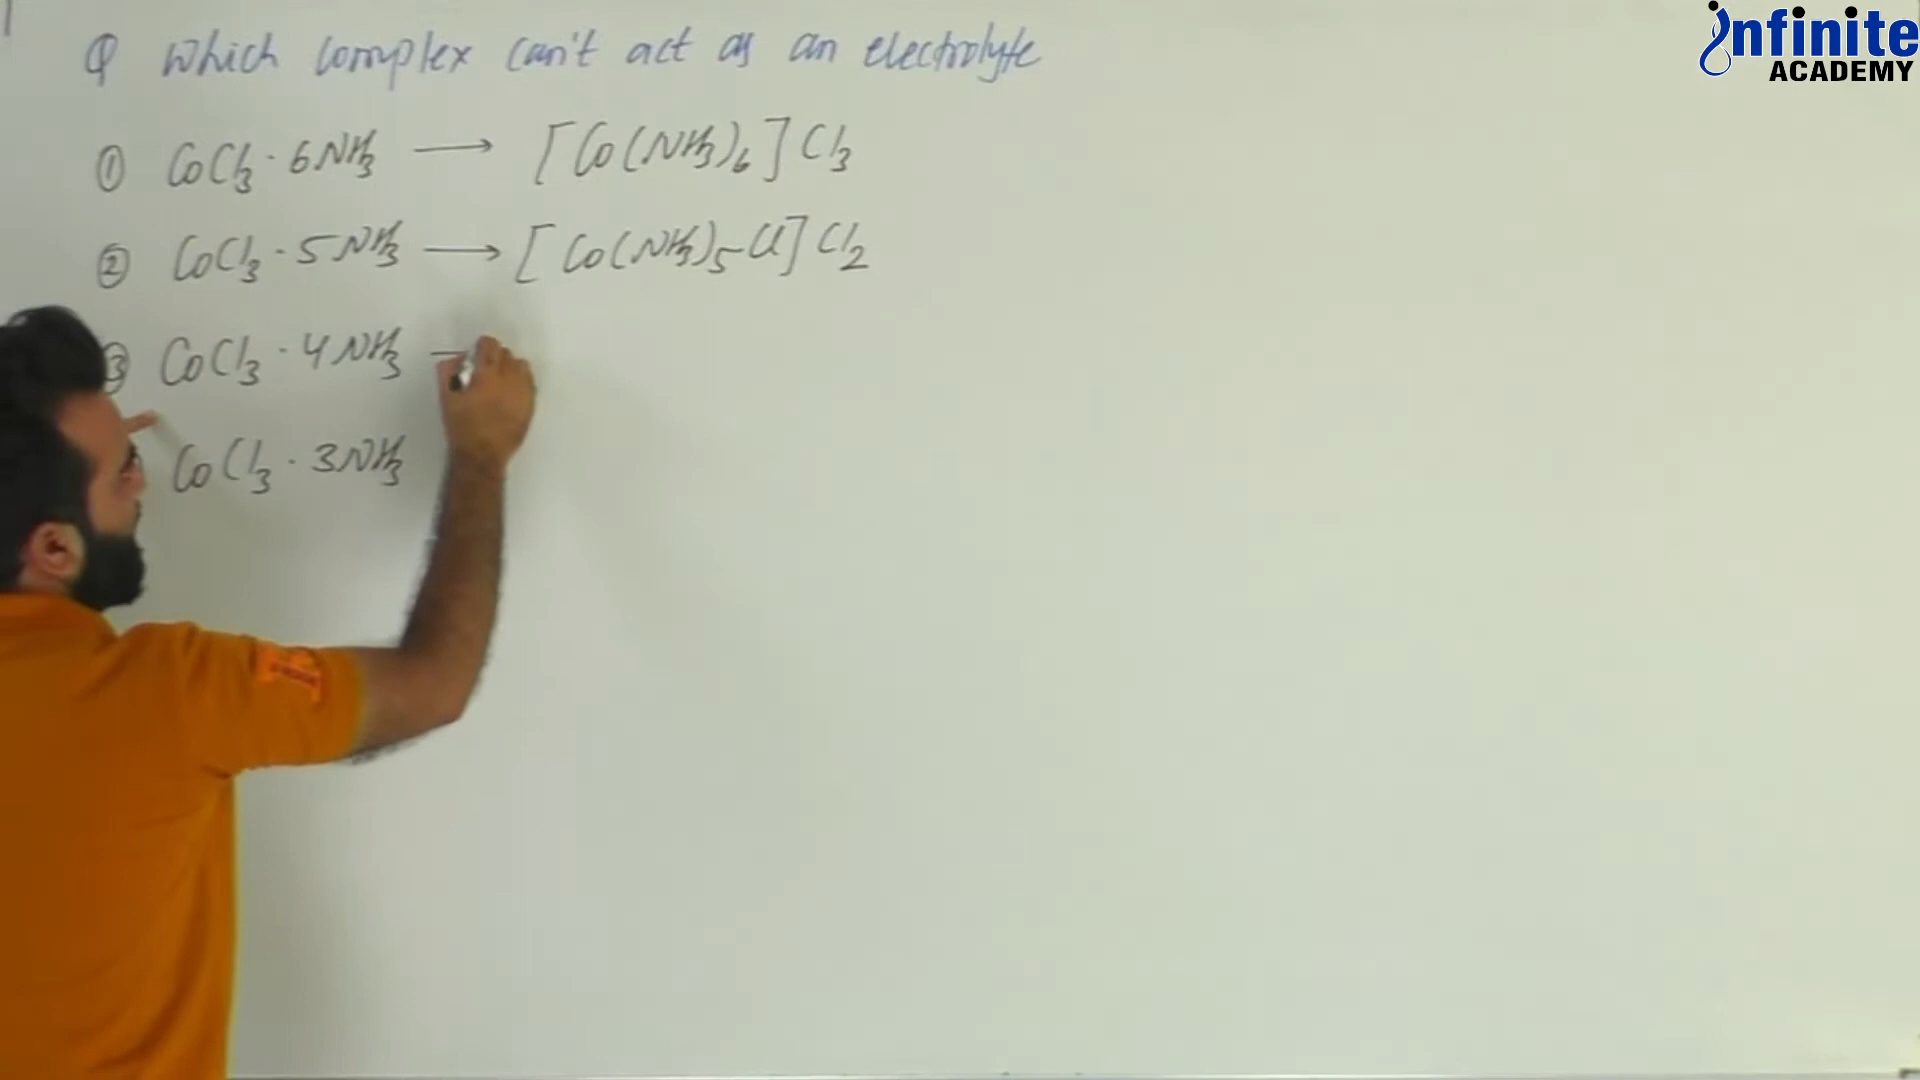 infinite
ACADEMY
Q Which complex can't act as an electrolyte
① CoCl₃ · 6NH₃ ⟶ [Co(NH₃)₆]Cl₃
② CoCl₃ · 5NH₃ ⟶ [Co(NH₃)₅Cl]Cl₂
③ CoCl₃ · 4NH₃ —
CoCl₃ · 3NH₃